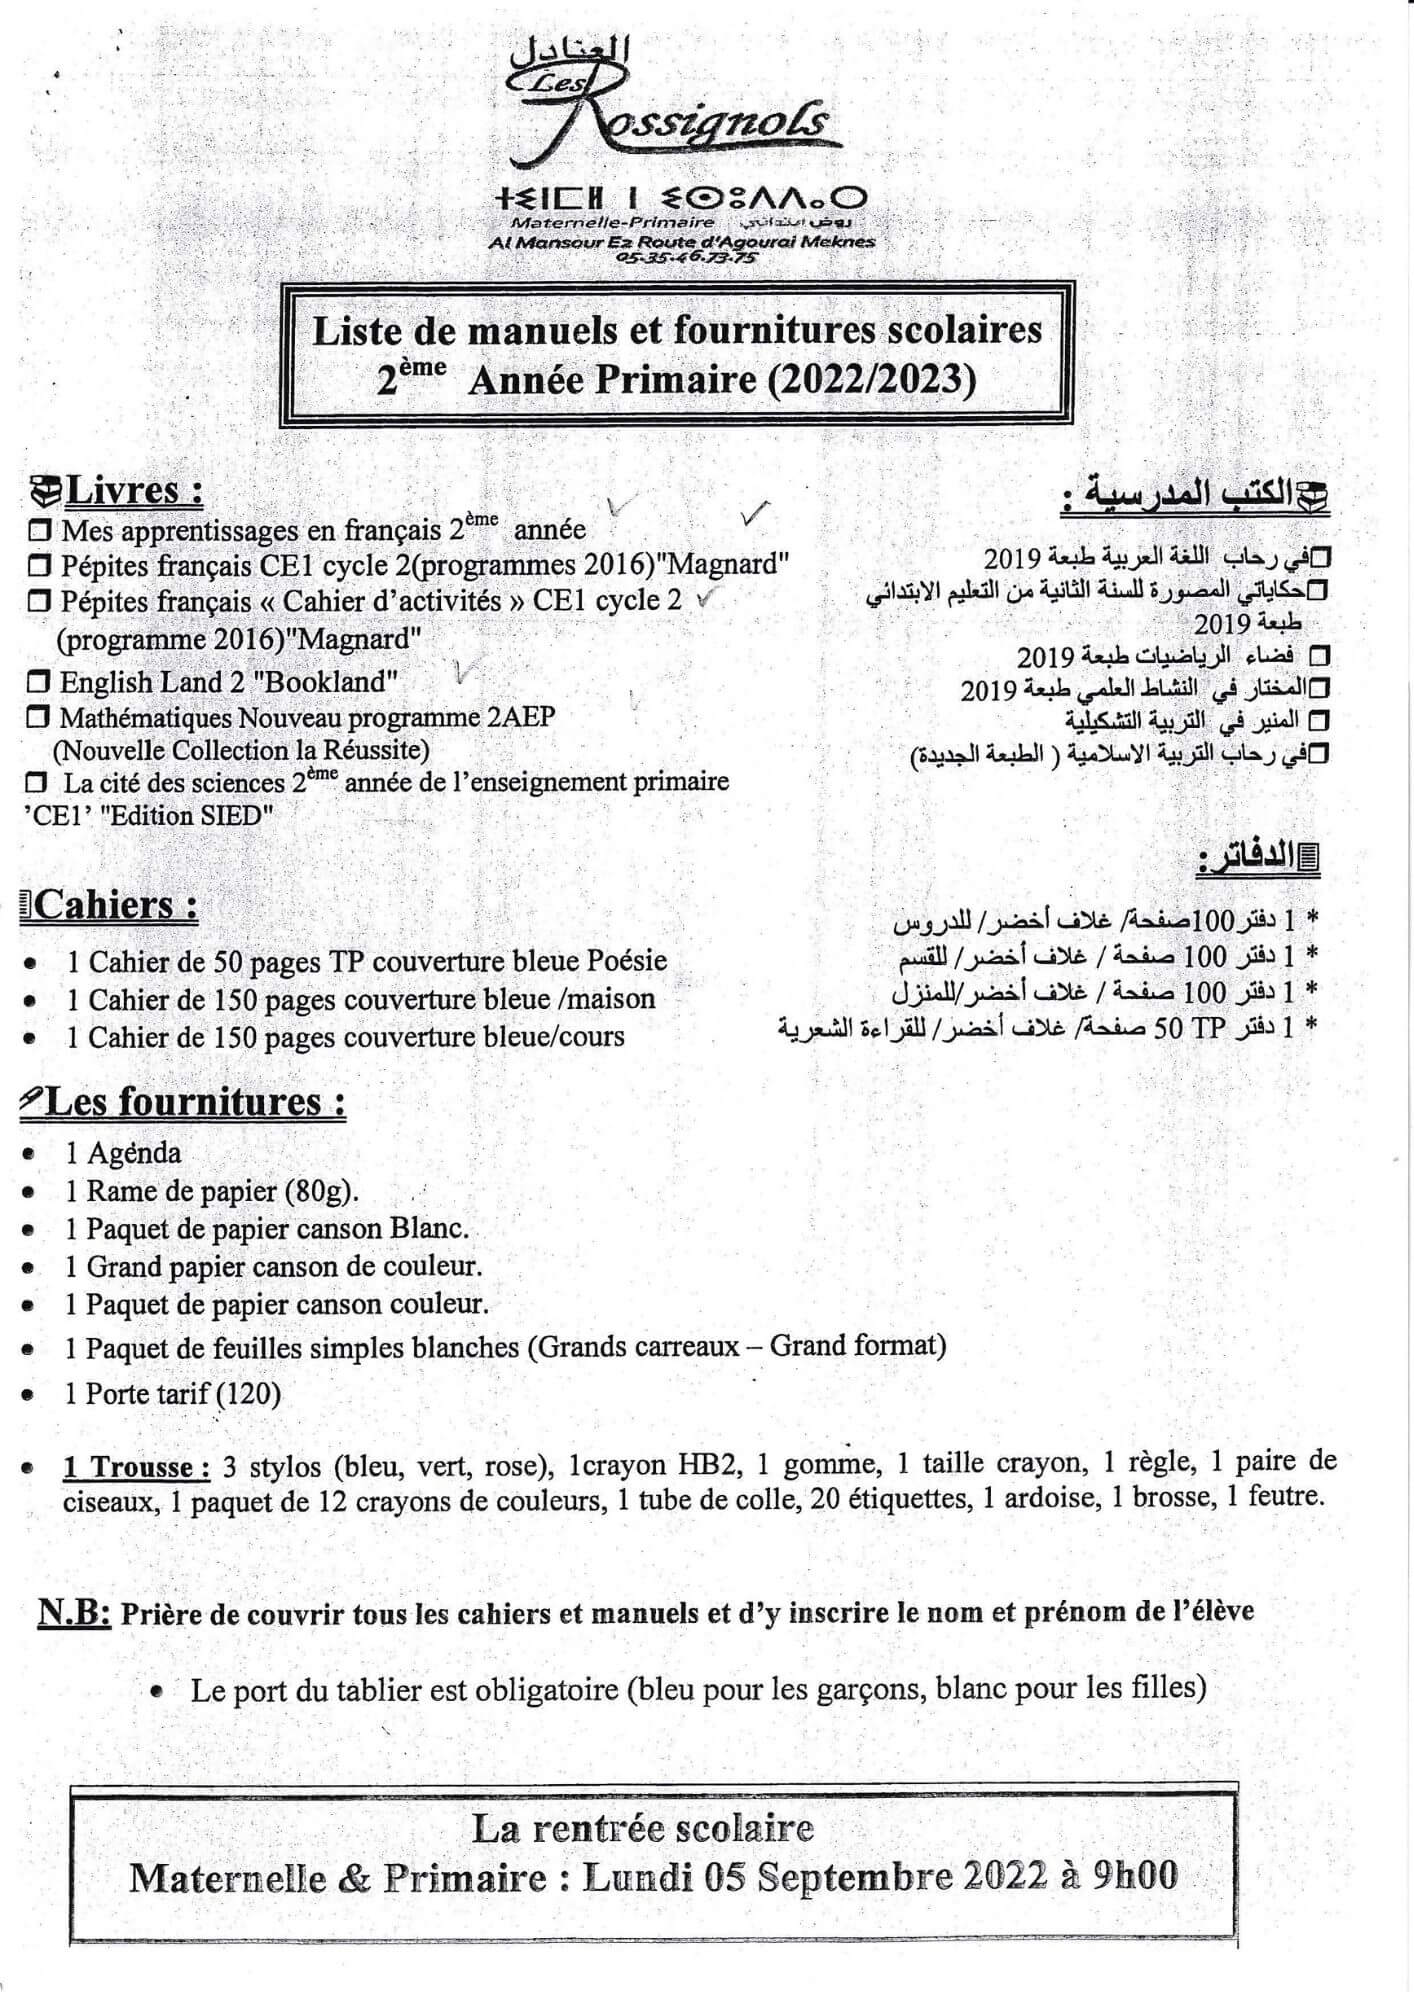 العنادل
Les Rossignols
ⵜⵉⵏⵎⵍ ⵏ ⵉⵙⵓⴷⴷⴰⵔ
Maternelle-Primaire روض ابتدائي
Al Mansour E2 Route d'Agourai Meknes
05.35.46.73.75
Liste de manuels et fournitures scolaires
2ème Année Primaire (2022/2023)
Livres :
❒ Mes apprentissages en français 2ème année
❒ Pépites français CE1 cycle 2(programmes 2016)"Magnard"
❒ Pépites français « Cahier d’activités » CE1 cycle 2
(programme 2016)"Magnard"
❒ English Land 2 "Bookland"
❒ Mathématiques Nouveau programme 2AEP
(Nouvelle Collection la Réussite)
❒ La cité des sciences 2ème année de l’enseignement primaire
’CE1’ "Edition SIED"
الكتب المدرسية :
❒في رحاب اللغة العربية طبعة 2019
❒حكاياتي المصورة للسنة الثانية من التعليم الابتدائي
طبعة 2019
❒ فضاء الرياضيات طبعة 2019
❒المختار في النشاط العلمي طبعة 2019
❒ المنير في التربية التشكيلية
❒في رحاب التربية الاسلامية ( الطبعة الجديدة)
Cahiers :
• 1 Cahier de 50 pages TP couverture bleue Poésie
• 1 Cahier de 150 pages couverture bleue /maison
• 1 Cahier de 150 pages couverture bleue/cours
الدفاتر:
* 1 دفتر 100صفحة/ غلاف أخضر/ للدروس
* 1 دفتر 100 صفحة / غلاف أخضر/ للقسم
* 1 دفتر 100 صفحة / غلاف أخضر/للمنزل
* 1 دفتر 50 TP صفحة/ غلاف أخضر/ للقراءة الشعرية
Les fournitures :
• 1 Agenda
• 1 Rame de papier (80g).
• 1 Paquet de papier canson Blanc.
• 1 Grand papier canson de couleur.
• 1 Paquet de papier canson couleur.
• 1 Paquet de feuilles simples blanches (Grands carreaux – Grand format)
• 1 Porte tarif (120)
• 1 Trousse : 3 stylos (bleu, vert, rose), 1crayon HB2, 1 gomme, 1 taille crayon, 1 règle, 1 paire de
ciseaux, 1 paquet de 12 crayons de couleurs, 1 tube de colle, 20 étiquettes, 1 ardoise, 1 brosse, 1 feutre.
N.B: Prière de couvrir tous les cahiers et manuels et d’y inscrire le nom et prénom de l’élève
• Le port du tablier est obligatoire (bleu pour les garçons, blanc pour les filles)
La rentrée scolaire
Maternelle & Primaire : Lundi 05 Septembre 2022 à 9h00